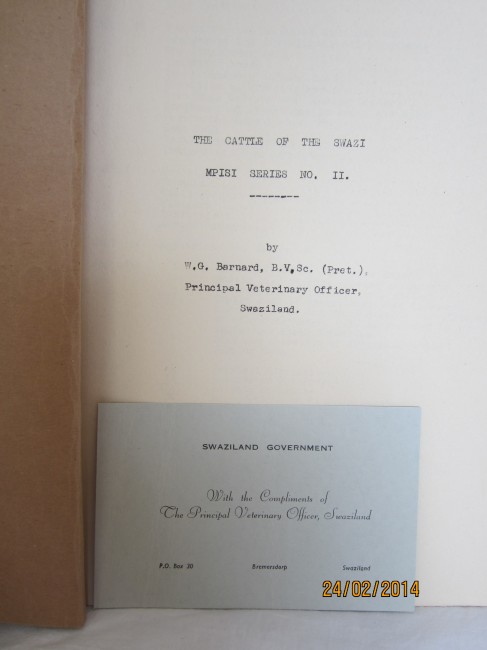 THE CATTLE OF THE SWAZI
MPISI SERIES NO. II.
--------
by
W.G. Barnard, B.V.Sc. (Pret.),
Principal Veterinary Officer,
Swaziland.
SWAZILAND GOVERNMENT
With the Compliments of
The Principal Veterinary Officer, Swaziland
P.O. Box 30 Bremersdorp Swaziland
24/02/2014